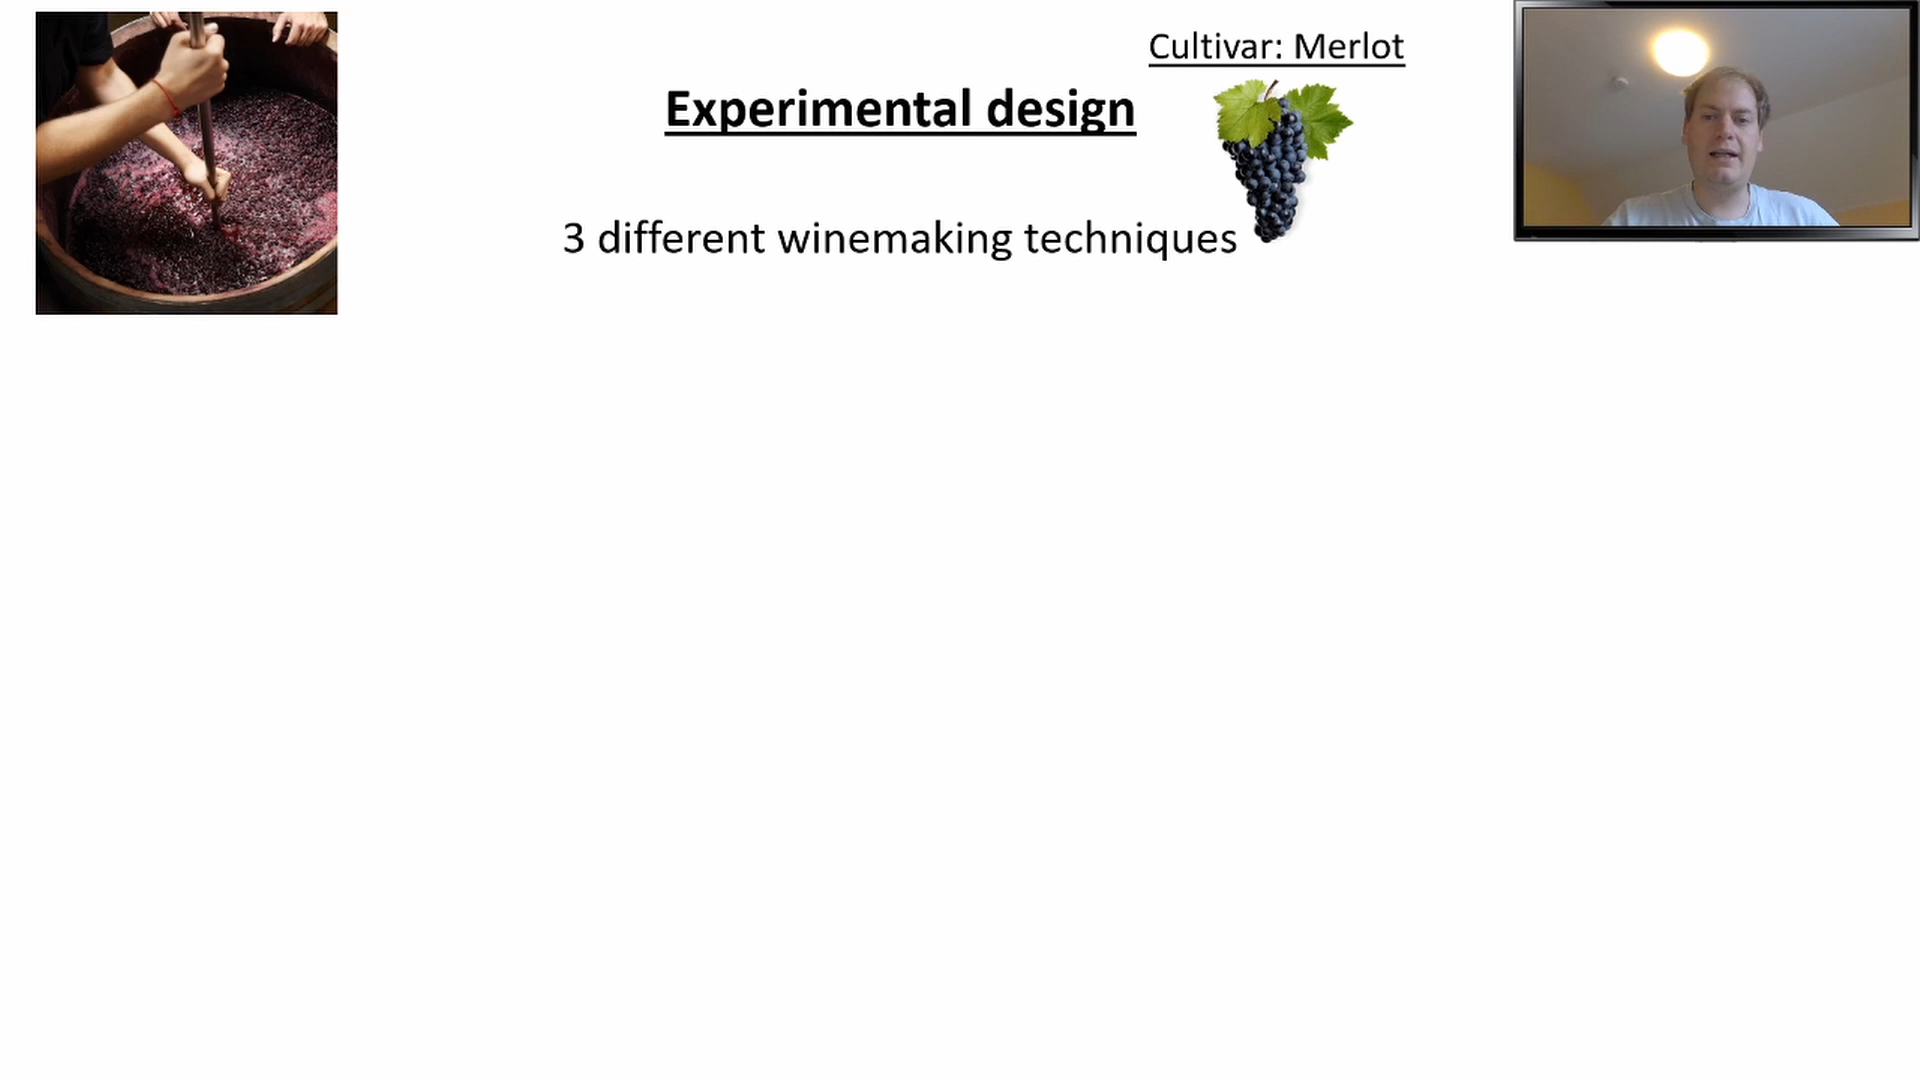 Cultivar: Merlot
Experimental design
3 different winemaking techniques